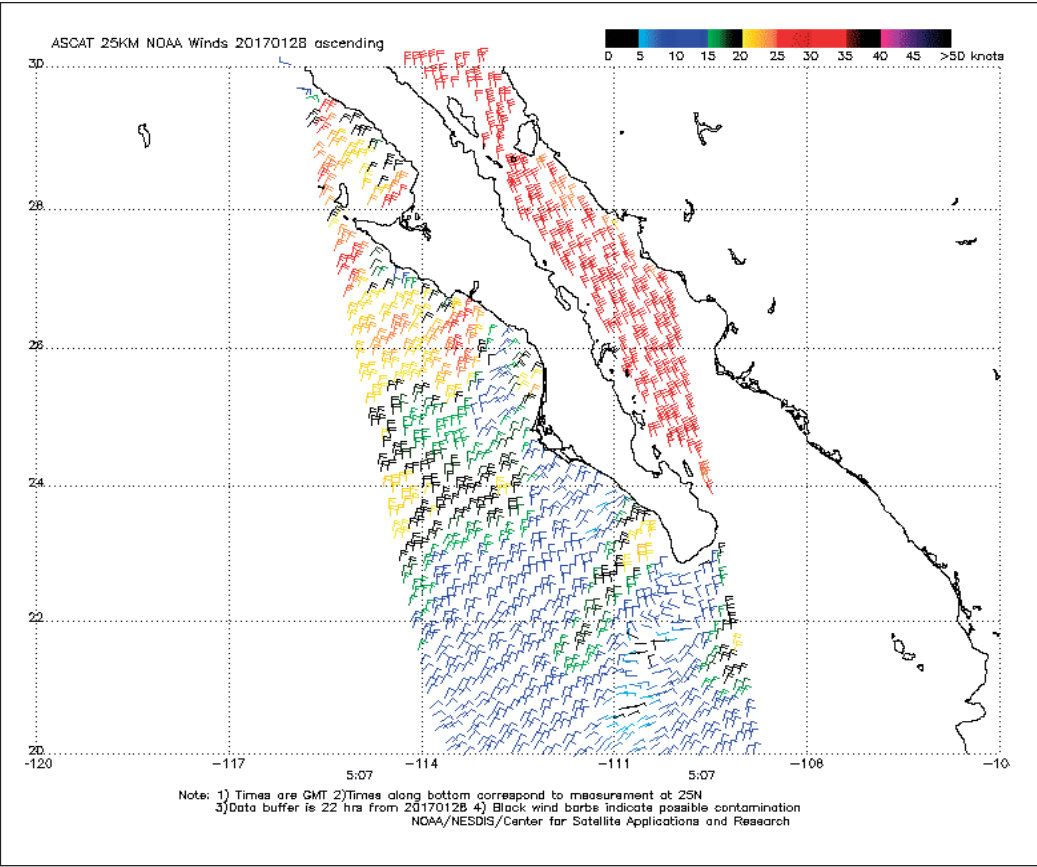 ASCAT 25KM NOAA Winds 20170128 ascending
0 5 10 15 20 25 30 35 40 45 >50 knots
30
28
26
24
22
20
-120 -117 -114 -111 -108 -10
5:07 5:07
Note: 1) Times are GMT 2)Times along bottom correspond to measurement at 25N
3)Data buffer is 22 hrs from 20170128 4) Black wind barbs indicate possible contamination
NOAA/NESDIS/Center for Satellite Applications and Research